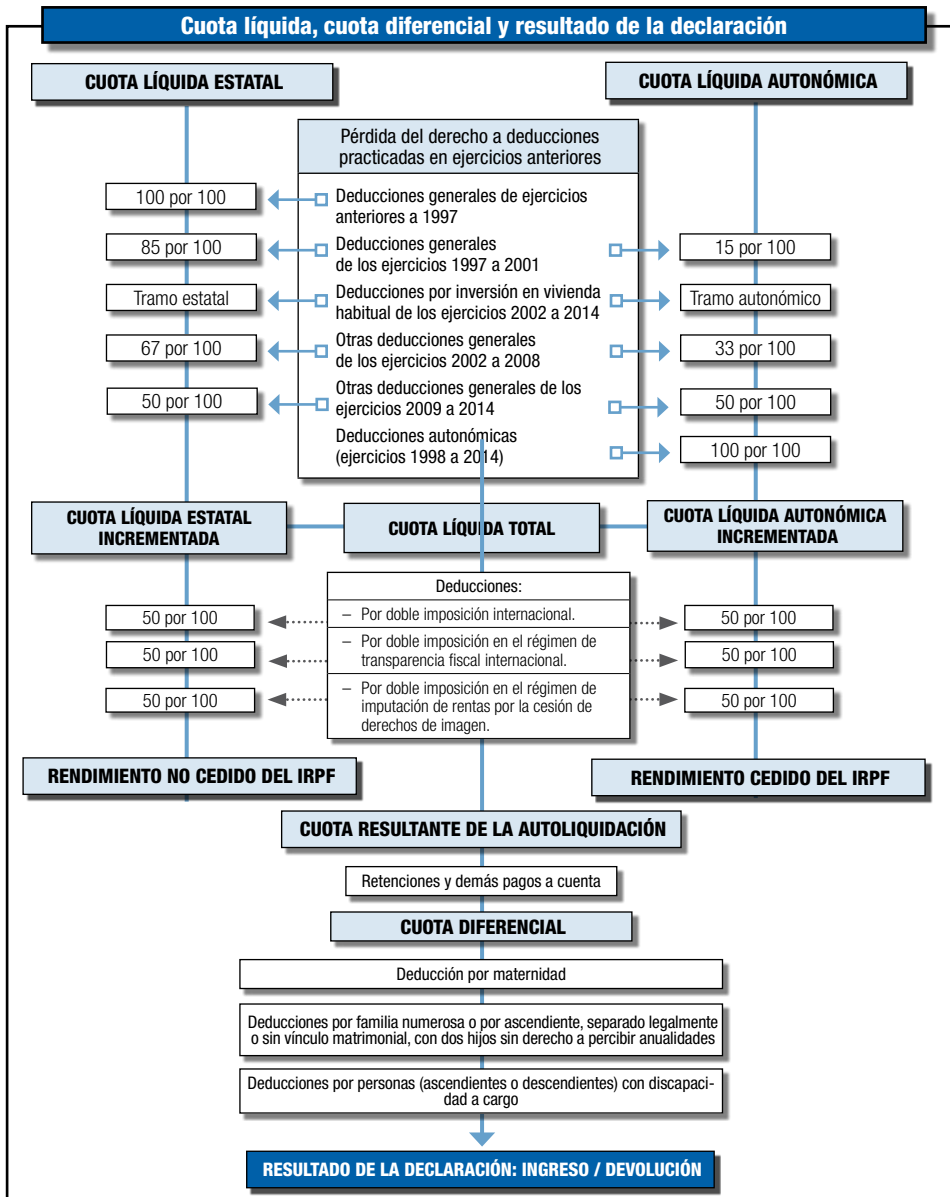 Cuota líquida, cuota diferencial y resultado de la declaración
CUOTA LÍQUIDA ESTATAL
CUOTA LÍQUIDA AUTONÓMICA
Pérdida del derecho a deducciones
practicadas en ejercicios anteriores
100 por 100
Deducciones generales de ejercicios
anteriores a 1997
85 por 100
Deducciones generales
de los ejercicios 1997 a 2001
15 por 100
Tramo estatal
Deducciones por inversión en vivienda
habitual de los ejercicios 2002 a 2014
Tramo autonómico
67 por 100
Otras deducciones generales
de los ejercicios 2002 a 2008
33 por 100
50 por 100
Otras deducciones generales de los
ejercicios 2009 a 2014
50 por 100
Deducciones autonómicas
(ejercicios 1998 a 2014)
100 por 100
CUOTA LÍQUIDA ESTATAL
INCREMENTADA
CUOTA LÍQUIDA TOTAL
CUOTA LÍQUIDA AUTONÓMICA
INCREMENTADA
Deducciones:
50 por 100
– Por doble imposición internacional.
50 por 100
50 por 100
– Por doble imposición en el régimen de
transparencia fiscal internacional.
50 por 100
50 por 100
– Por doble imposición en el régimen de
imputación de rentas por la cesión de
derechos de imagen.
50 por 100
RENDIMIENTO NO CEDIDO DEL IRPF
RENDIMIENTO CEDIDO DEL IRPF
CUOTA RESULTANTE DE LA AUTOLIQUIDACIÓN
Retenciones y demás pagos a cuenta
CUOTA DIFERENCIAL
Deducción por maternidad
Deducciones por familia numerosa o por ascendiente, separado legalmente
o sin vínculo matrimonial, con dos hijos sin derecho a percibir anualidades
Deducciones por personas (ascendientes o descendientes) con discapaci-
dad a cargo
RESULTADO DE LA DECLARACIÓN: INGRESO / DEVOLUCIÓN